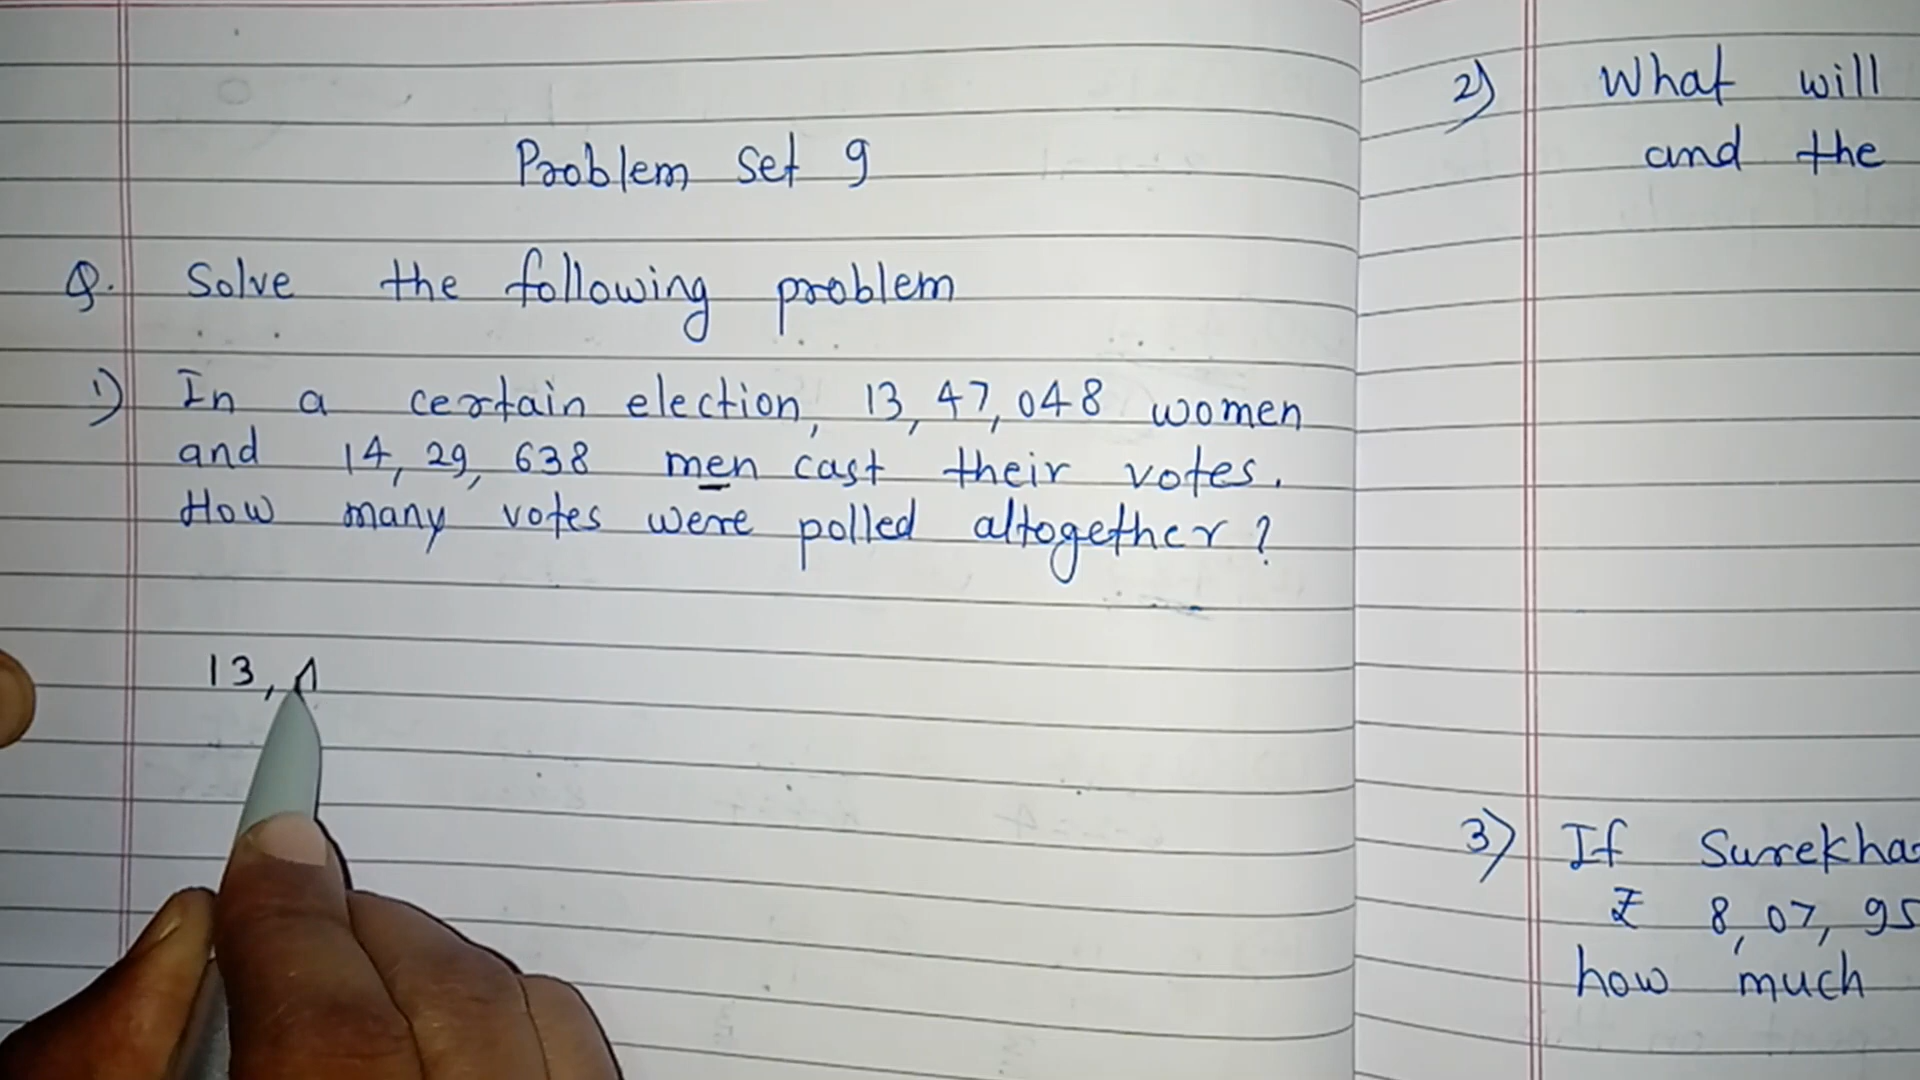 Problem Set 9
Q. Solve the following problem
1) In a certain election, 13, 47, 048 women
and 14, 29, 638 men cast their votes.
How many votes were polled altogether?
13,
2) What will
and the
3) If Surekha
₹ 8, 07, 95
how much